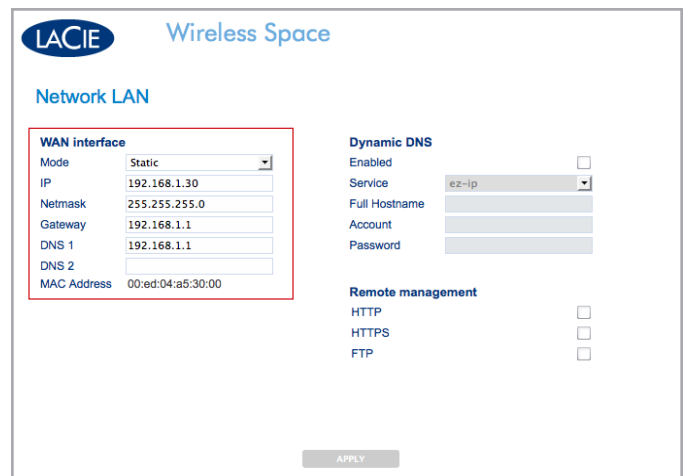 LACIE
Wireless Space
Network LAN
WAN interface
Mode Static
IP 192.168.1.30
Netmask 255.255.255.0
Gateway 192.168.1.1
DNS 1 192.168.1.1
DNS 2
MAC Address 00:ed:04:a5:30:00
Dynamic DNS
Enabled
Service ez-ip
Full Hostname
Account
Password
Remote management
HTTP
HTTPS
FTP
APPLY